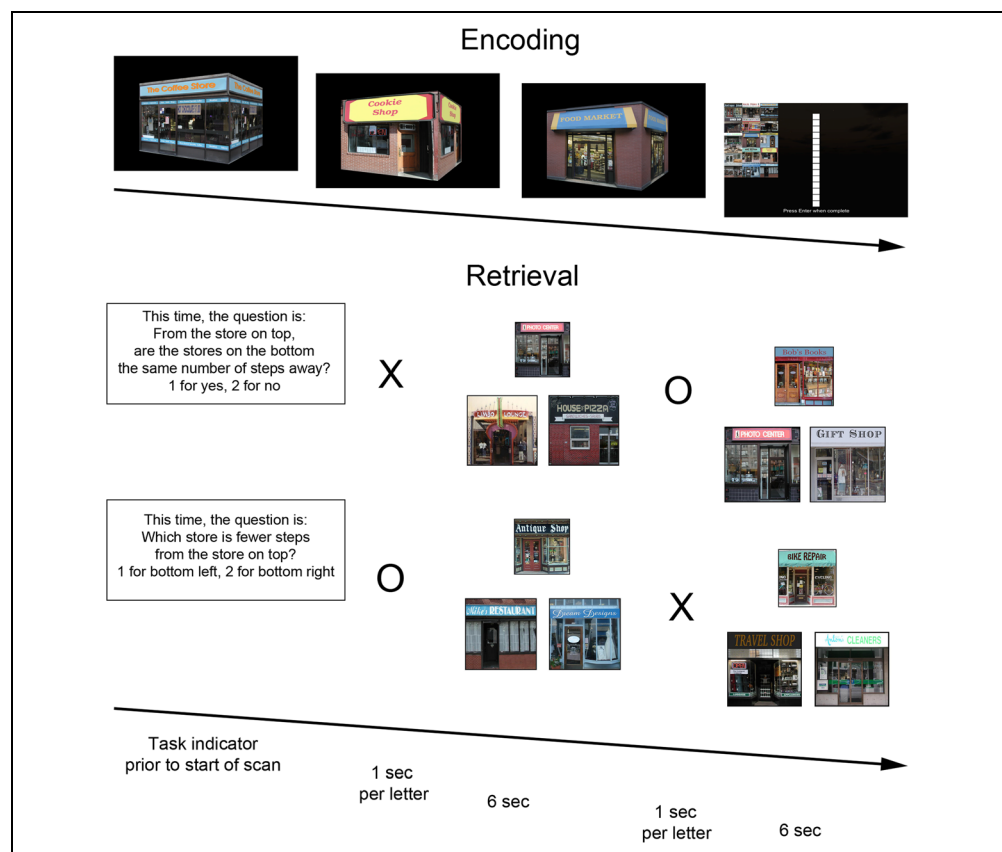 Encoding
The Coffee Store
Cookie
Shop
FOOD MARKET
Press Enter when complete
Retrieval
This time, the question is:
From the store on top,
are the stores on the bottom
the same number of steps away?
1 for yes, 2 for no
X
PHOTO CENTER
HOUSE OF PIZZA
O
Bob's Books
PHOTO CENTER
GIFT SHOP
This time, the question is:
Which store is fewer steps
from the store on top?
1 for bottom left, 2 for bottom right
O
Antique Shop
Mike's RESTAURANT
Dream Designs
X
BIKE REPAIR
TRAVEL SHOP
CLEANERS
Task indicator
prior to start of scan
1 sec
per letter
6 sec
1 sec
per letter
6 sec